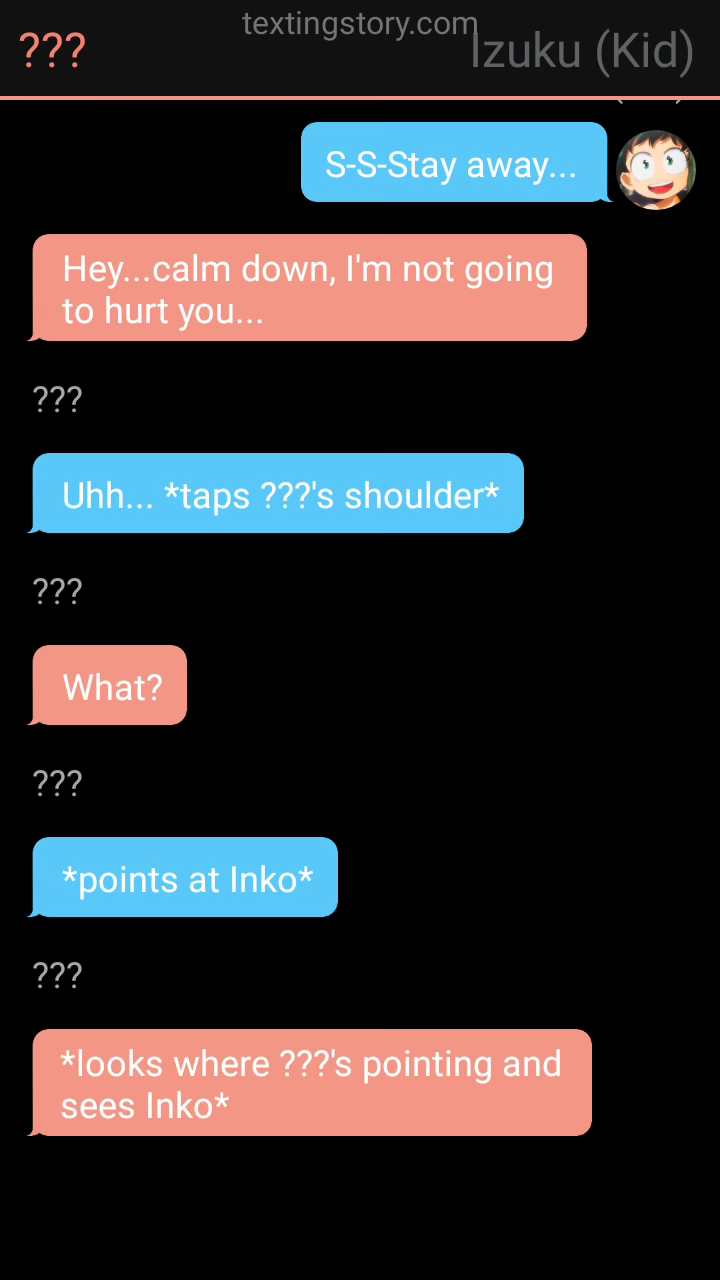 textingstory.com
???
Izuku (Kid)
S-S-Stay away...
Hey...calm down, I'm not going
to hurt you...
???
Uhh... *taps ???'s shoulder*
???
What?
???
*points at Inko*
???
*looks where ???'s pointing and
sees Inko*